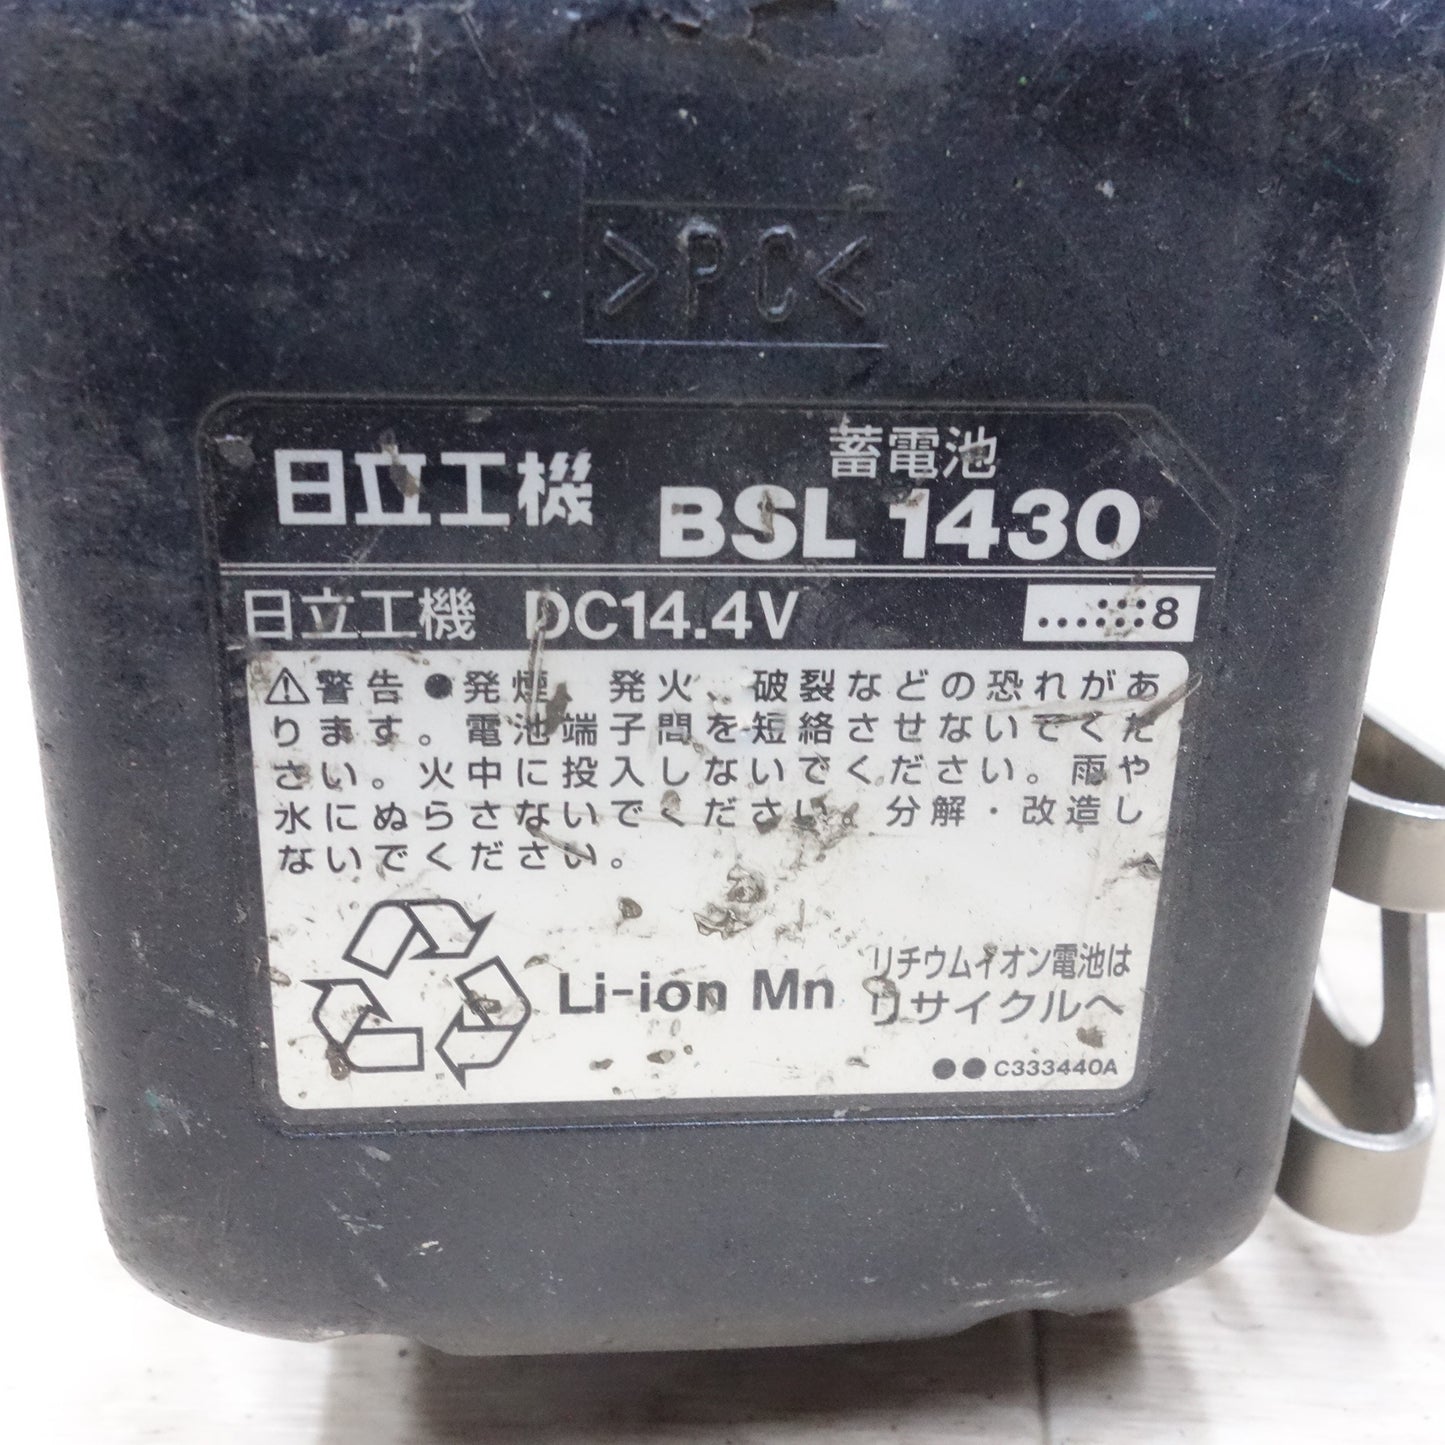 >PC<
日立工機
蓄電池
BSL 1430
日立工機 DC14.4V
8
⚠警告 ●発煙、発火、破裂などの恐れがあ
ります。電池端子間を短絡させないでくだ
さい。火中に投入しないでください。雨や
水にぬらさないでください。分解・改造し
ないでください。
Li-ion Mn
リチウムイオン電池は
リサイクルへ
●●C333440A